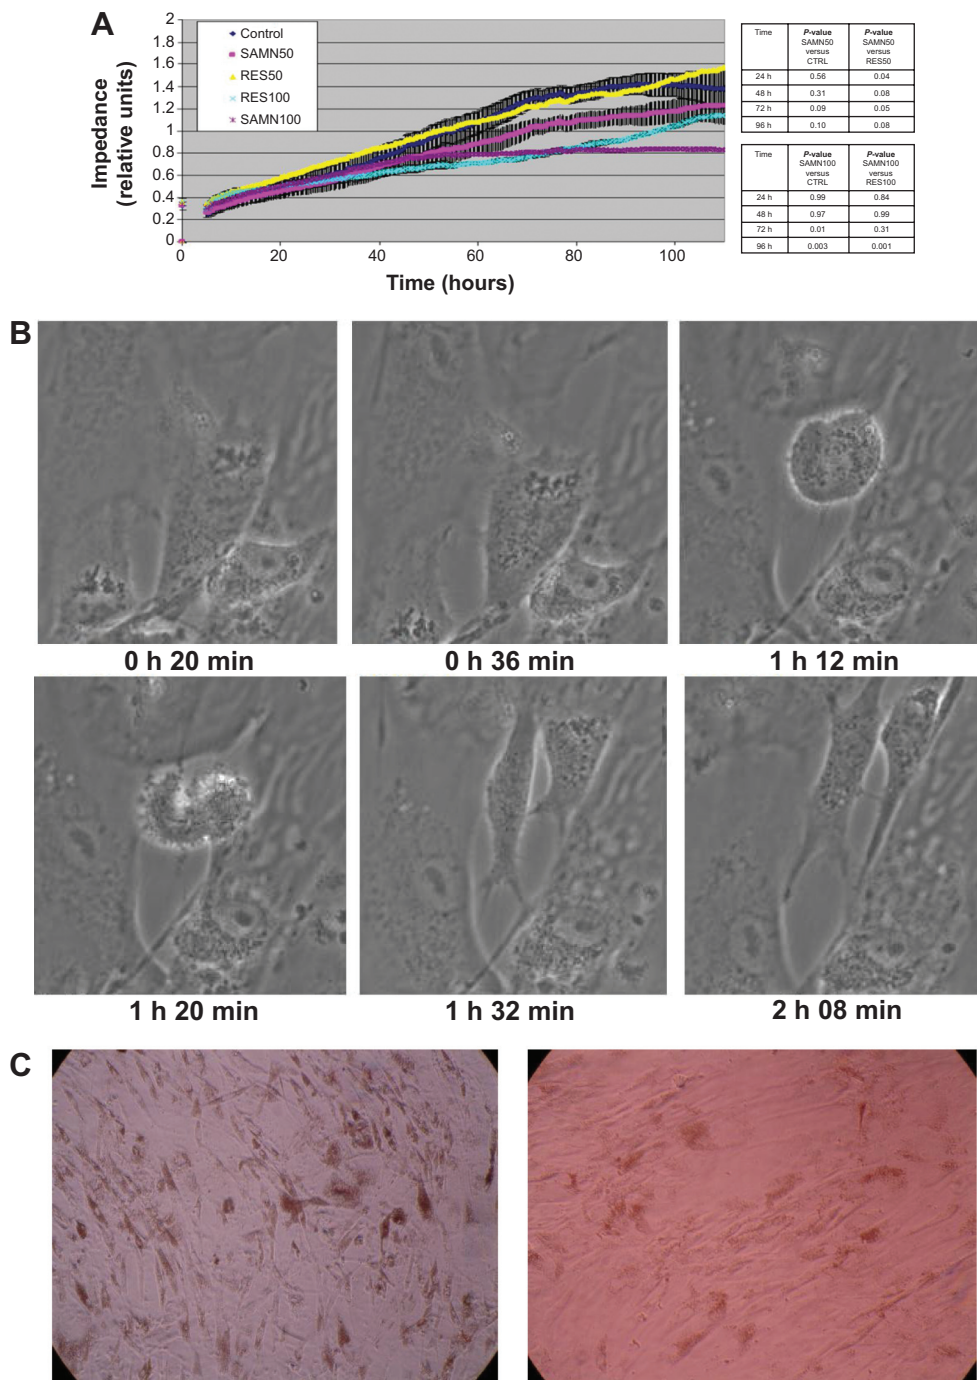 A
Impedance
(relative units)
2
1.8
1.6
1.4
1.2
1
0.8
0.6
0.4
0.2
0
Control
SAMN50
RES50
RES100
SAMN100
0 20 40 60 80 100
Time (hours)
Time P-value P-value
SAMN50 SAMN50
versus versus
CTRL RES50
24 h 0.56 0.04
48 h 0.31 0.08
72 h 0.09 0.05
96 h 0.10 0.08
Time P-value P-value
SAMN100 SAMN100
versus versus
CTRL RES100
24 h 0.99 0.84
48 h 0.97 0.99
72 h 0.01 0.31
96 h 0.003 0.001
B
0 h 20 min 0 h 36 min 1 h 12 min
1 h 20 min 1 h 32 min 2 h 08 min
C